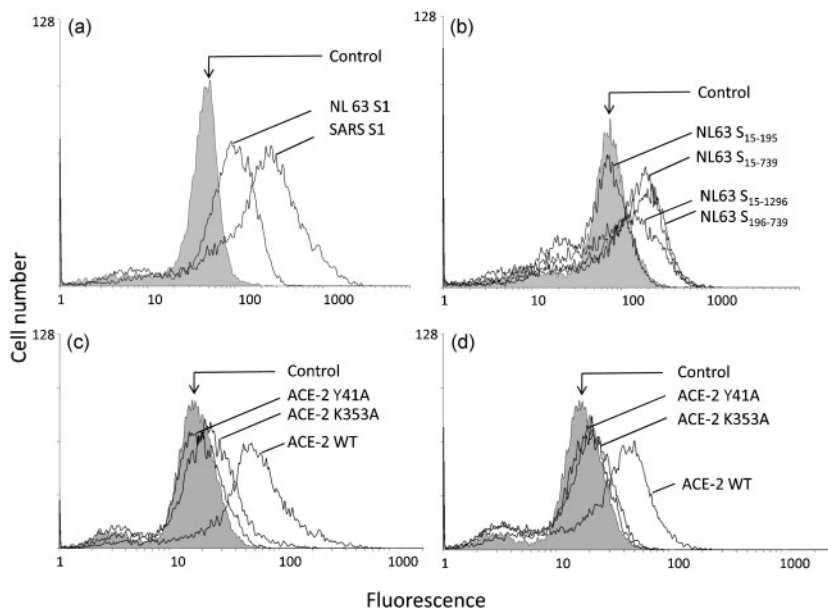 128
(a)
Control
NL 63 S1
SARS S1
1 10 100 1000
(b)
Control
NL63 S15-195
NL63 S15-739
NL63 S15-1296
NL63 S196-739
1 10 100 1000
Cell number
128
(c)
Control
ACE-2 Y41A
ACE-2 K353A
ACE-2 WT
1 10 100 1000
128
(d)
Control
ACE-2 Y41A
ACE-2 K353A
ACE-2 WT
1 10 100 1000
Fluorescence